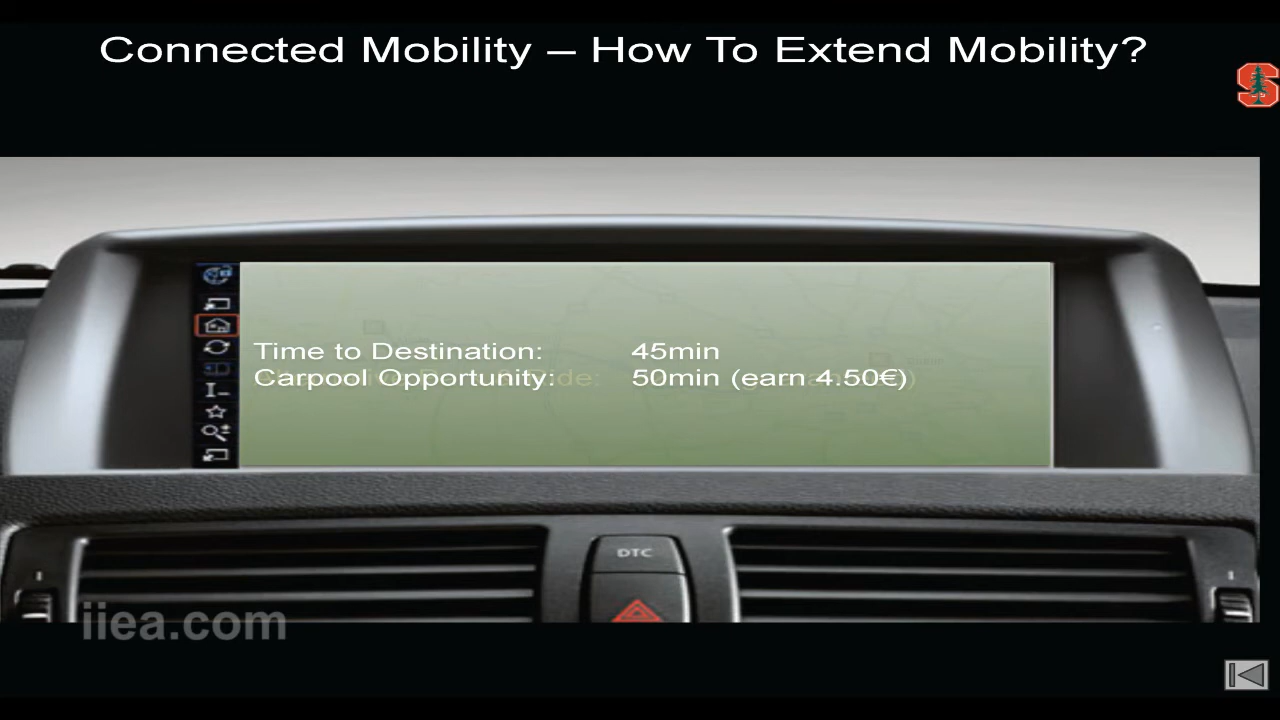 Connected Mobility – How To Extend Mobility?
Time to Destination: 45min
Carpool Opportunity: 50min (earn 4.50€)
DTC
iiea.com